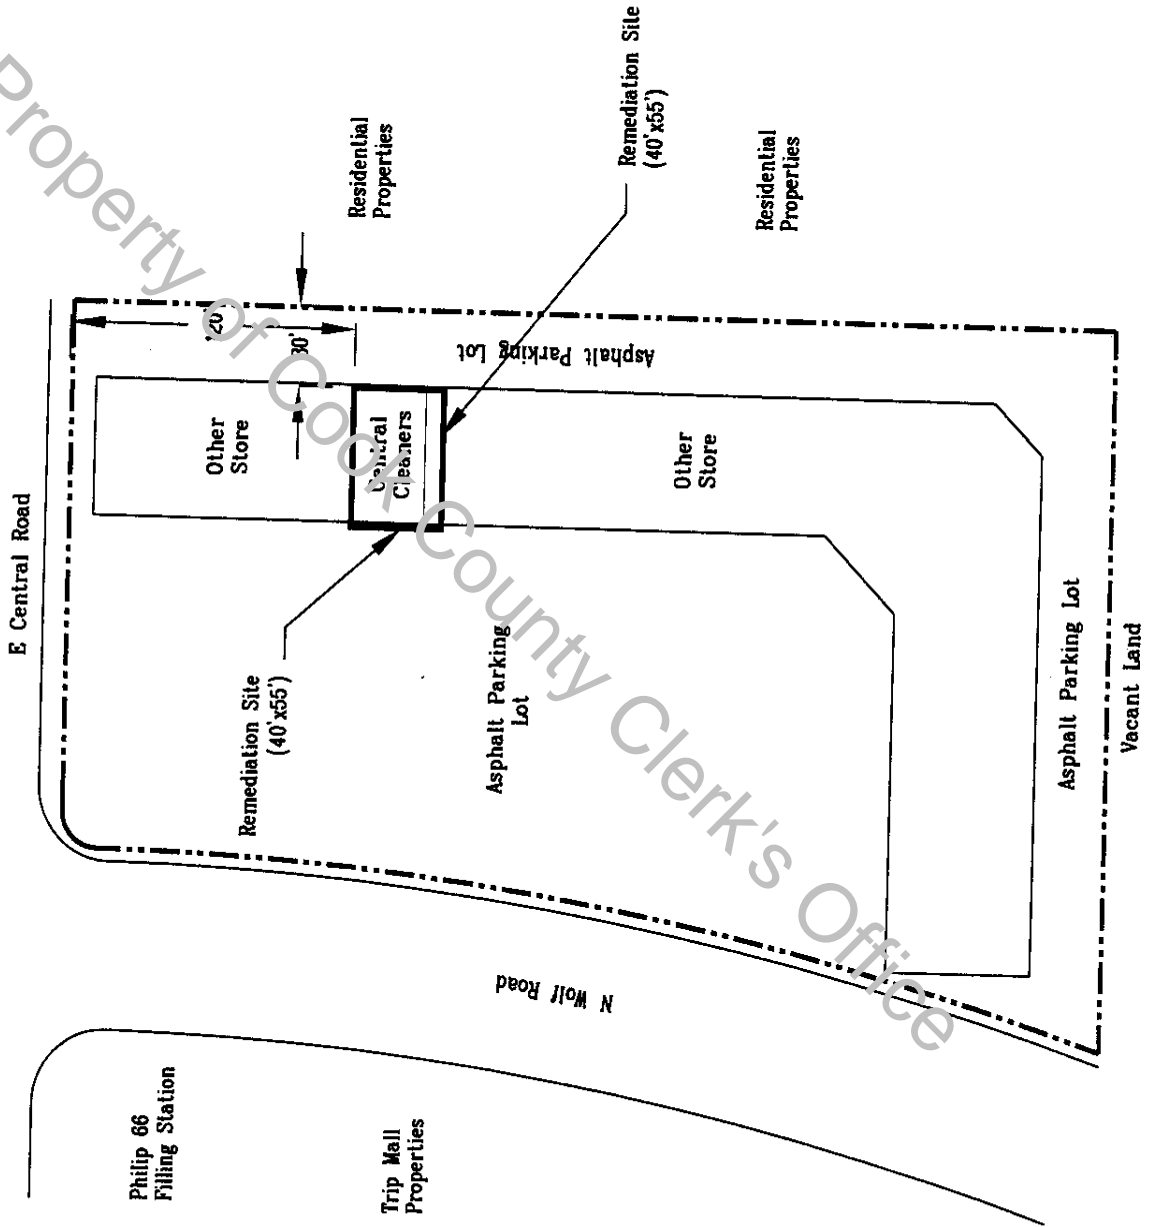 E Central Road
Other
Store
Central
Cleaners
Other
Store
Asphalt Parking Lot
30'
Residential
Properties
Residential
Properties
Remediation Site
(40'x55')
Remediation Site
(40'x55')
Asphalt Parking
Lot
Asphalt Parking Lot
Vacant Land
N Wolf Road
Philip 66
Filling Station
Trip Mall
Properties
Property of Cook County Clerk's Office